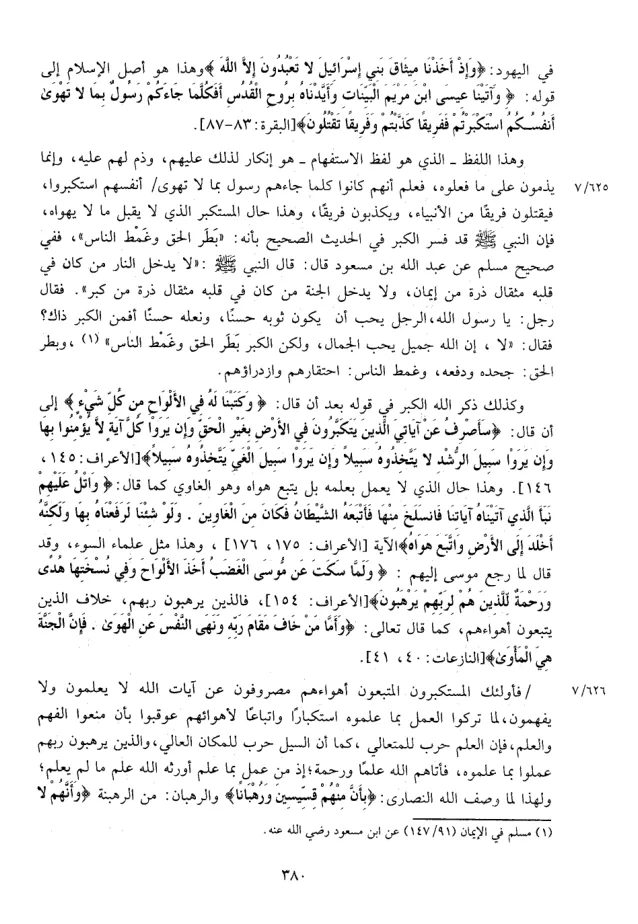 في اليهود: ﴿وَإِذْ أَخَذْنَا مِيثَاقَ بَنِي إِسْرَائِيلَ لا تَعْبُدُونَ إِلاَّ اللَّهَ﴾ وهذا هو أصل الإسلام إلى
قوله: ﴿وَآتَيْنَا عِيسَى ابْنَ مَرْيَمَ الْبَيِّنَاتِ وَأَيَّدْنَاهُ بِرُوحِ الْقُدُسِ أَفَكُلَّمَا جَاءَكُمْ رَسُولٌ بِمَا لا تَهْوَىٰ
أَنفُسُكُمُ اسْتَكْبَرْتُمْ فَفَرِيقًا كَذَّبْتُمْ وَفَرِيقًا تَقْتُلُونَ﴾ [البقرة: ٨٣-٨٧].
وهذا اللفظ ـ الذي هو لفظ الاستفهام ـ هو إنكار لذلك عليهم، وذم لهم عليه، وإنما
٧/٦٢٥ يذمون على ما فعلوه، فعلم أنهم كانوا كلما جاءهم رسول بما لا تهوى/ أنفسهم استكبروا،
فيقتلون فريقًا من الأنبياء، ويكذبون فريقًا، وهذا حال المستكبر الذي لا يقبل ما لا يهواه،
فإن النبي ﷺ قد فسر الكبر في الحديث الصحيح بأنه: «بَطَر الحق وغَمْط الناس»، ففي
صحيح مسلم عن عبد الله بن مسعود قال: قال النبي ﷺ :«لا يدخل النار من كان في
قلبه مثقال ذرة من إيمان، ولا يدخل الجنة من كان في قلبه مثقال ذرة من كبر». فقال
رجل: يا رسول الله،الرجل يحب أن يكون ثوبه حسنًا، ونعله حسنًا أفمن الكبر ذاك؟
فقال: «لا ، إن الله جميل يحب الجمال، ولكن الكبر بَطَر الحق وغَمْط الناس» (١) ،وبطر
الحق: جحده ودفعه، وغمط الناس: احتقارهم وازدراؤهم.
وكذلك ذكر الله الكبر في قوله بعد أن قال: ﴿ وَكَتَبْنَا لَهُ فِي الأَلْوَاحِ مِن كُلِّ شَيْءٍ ﴾ إلى
أن قال: ﴿سَأَصْرِفُ عَنْ آيَاتِيَ الَّذِينَ يَتَكَبَّرُونَ فِي الأَرْضِ بِغَيْرِ الْحَقِّ وَإِن يَرَوْا كُلَّ آيَةٍ لاَّ يُؤْمِنُوا بِهَا
وَإِن يَرَوْا سَبِيلَ الرُّشْدِ لا يَتَّخِذُوهُ سَبِيلاً وَإِن يَرَوْا سَبِيلَ الْغَيِّ يَتَّخِذُوهُ سَبِيلاً﴾[الأعراف: ١٤٥،
١٤٦]. وهذا حال الذي لا يعمل بعلمه بل يتبع هواه وهو الغاوي كما قال: ﴿ وَاتْلُ عَلَيْهِمْ
نَبَأَ الَّذِي آتَيْنَاهُ آيَاتِنَا فَانسَلَخَ مِنْهَا فَأَتْبَعَهُ الشَّيْطَانُ فَكَانَ مِنَ الْغَاوِينَ . وَلَوْ شِئْنَا لَرَفَعْنَاهُ بِهَا وَلَكِنَّهُ
أَخْلَدَ إِلَى الأَرْضِ وَاتَّبَعَ هَوَاهُ﴾الآية [الأعراف: ١٧٥، ١٧٦] ، وهذا مثل علماء السوء، وقد
قال لما رجع موسى إليهم : ﴿ وَلَمَّا سَكَتَ عَن مُّوسَى الْغَضَبُ أَخَذَ الأَلْوَاحَ وَفِي نُسْخَتِهَا هُدًى
وَرَحْمَةٌ لِّلَّذِينَ هُمْ لِرَبِّهِمْ يَرْهَبُونَ﴾[الأعراف: ١٥٤]، فالذين يرهبون ربهم، خلاف الذين
يتبعون أهواءهم، كما قال تعالى: ﴿وَأَمَّا مَنْ خَافَ مَقَامَ رَبِّهِ وَنَهَى النَّفْسَ عَنِ الْهَوَىٰ . فَإِنَّ الْجَنَّةَ
هِيَ الْمَأْوَىٰ﴾[النازعات: ٤٠، ٤١].
٧/٦٢٦ / فأولئك المستكبرون المتبعون أهواءهم مصروفون عن آيات الله لا يعلمون ولا
يفهمون،لما تركوا العمل بما علموه استكبارًا واتباعًا لأهوائهم عوقبوا بأن منعوا الفهم
والعلم،فإن العلم حرب للمتعالي ،كما أن السيل حرب للمكان العالي،والذين يرهبون ربهم
عملوا بما علموه، فأتاهم الله علمًا ورحمة؛إذ من عمل بما علم أورثه الله علم ما لم يعلم؛
ولهذا لما وصف الله النصارى: ﴿بِأَنَّ مِنْهُمْ قِسِّيسِينَ وَرُهْبَانًا﴾ والرهبان: من الرهبنة ﴿وَأَنَّهُمْ لا
(١) مسلم في الإيمان (١٤٧/٩١) عن ابن مسعود رضي الله عنه.
٣٨٠